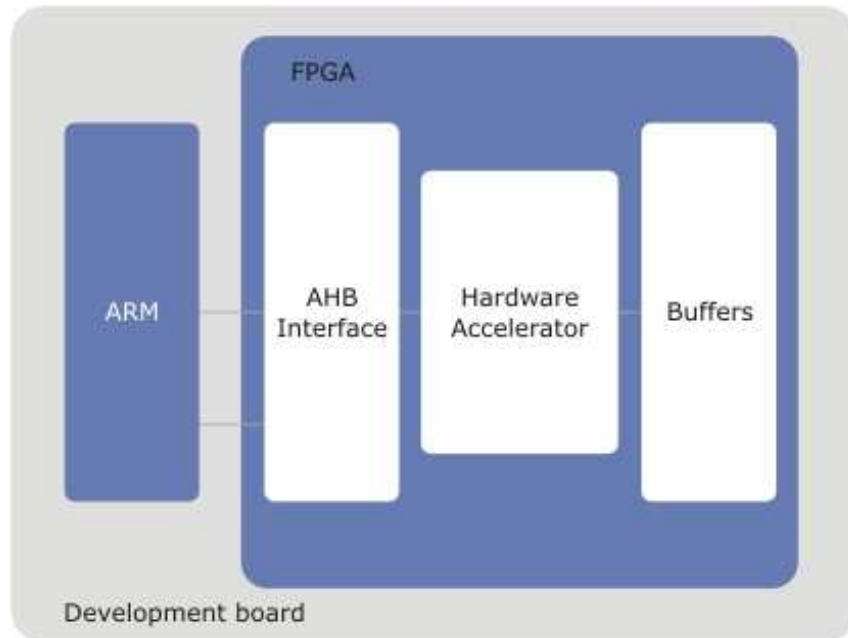 FPGA
ARM
AHB
Interface
Hardware
Accelerator
Buffers
Development board